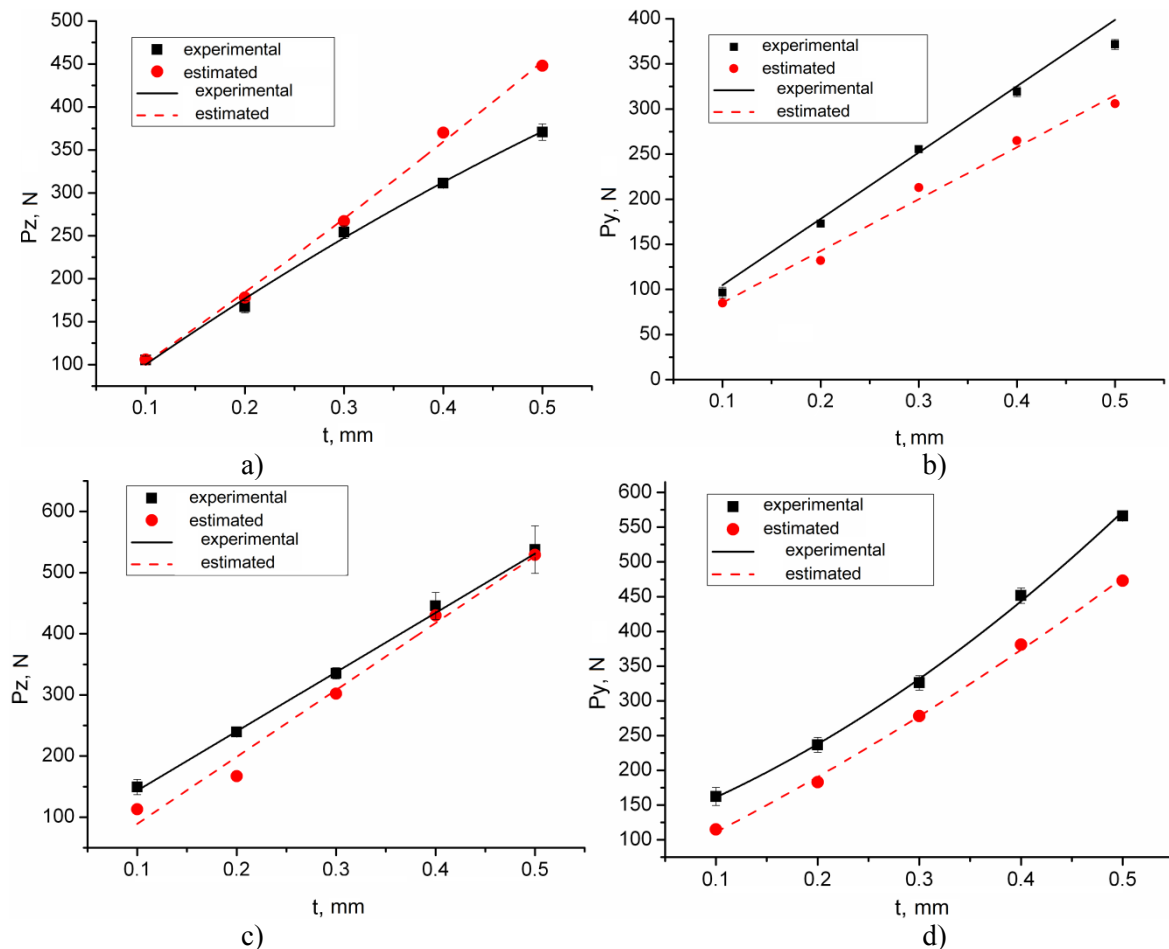 500
450
400
350
300
250
200
150
100
Pz, N
experimental
estimated
experimental
estimated
0.1 0.2 0.3 0.4 0.5
t, mm
a)
400
350
300
250
200
150
100
50
0
Py, N
experimental
estimated
experimental
estimated
0.1 0.2 0.3 0.4 0.5
t, mm
b)
600
500
400
300
200
100
Pz, N
experimental
estimated
experimental
estimated
0.1 0.2 0.3 0.4 0.5
t, mm
c)
600
550
500
450
400
350
300
250
200
150
100
Py, N
experimental
estimated
experimental
estimated
0.1 0.2 0.3 0.4 0.5
t, mm
d)